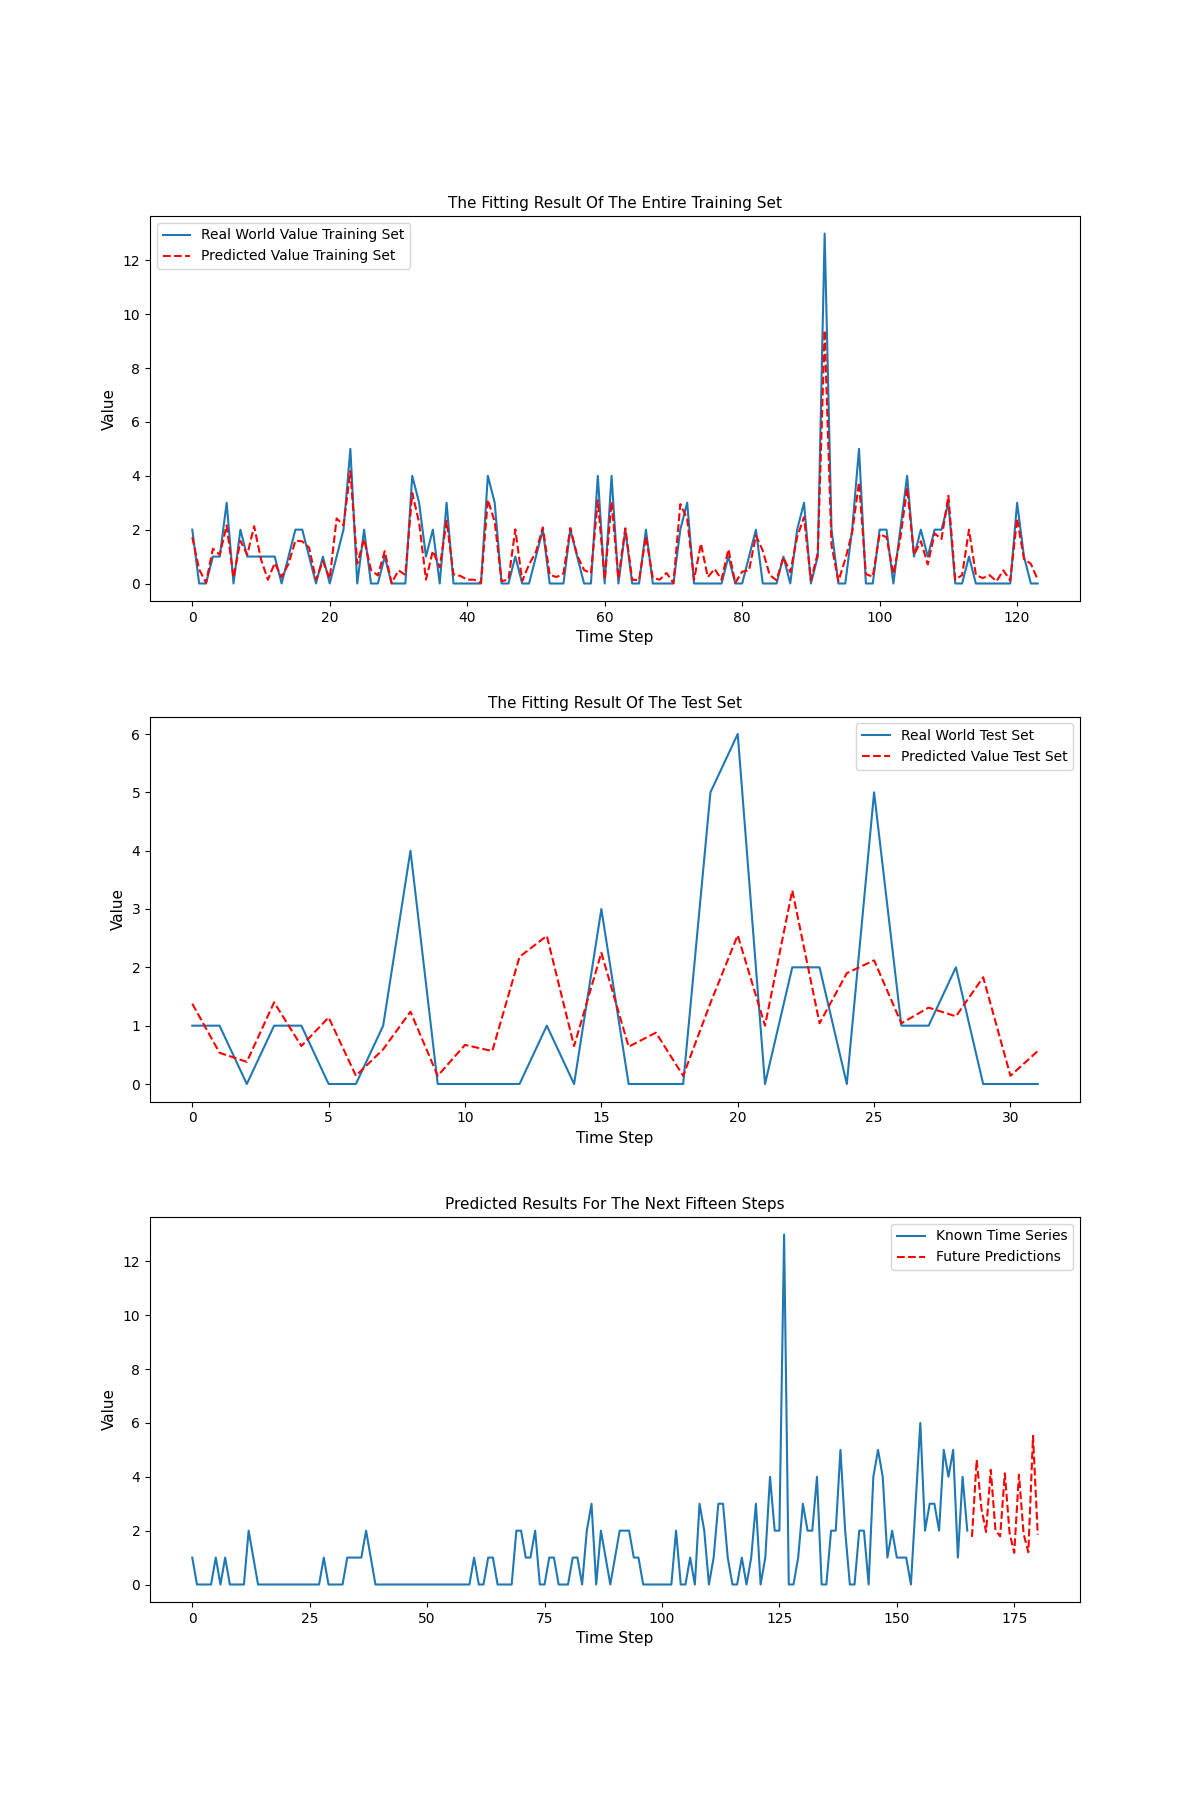 The Fitting Result Of The Entire Training Set
Real World Value Training Set
Predicted Value Training Set
Value
12
10
8
6
4
2
0
0 20 40 60 80 100 120
Time Step
The Fitting Result Of The Test Set
Real World Test Set
Predicted Value Test Set
Value
6
5
4
3
2
1
0
0 5 10 15 20 25 30
Time Step
Predicted Results For The Next Fifteen Steps
Known Time Series
Future Predictions
Value
12
10
8
6
4
2
0
0 25 50 75 100 125 150 175
Time Step